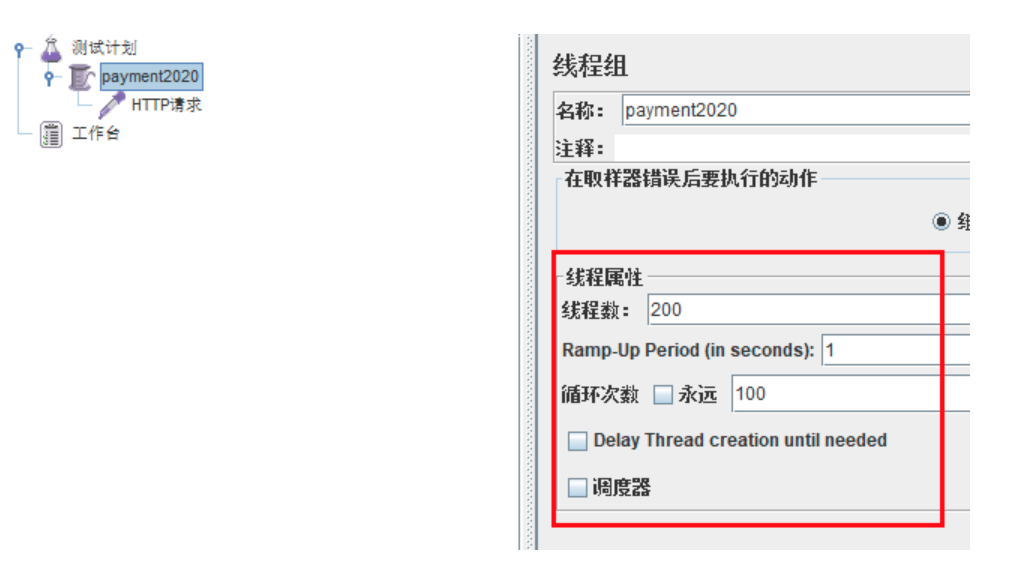 测试计划
payment2020
HTTP请求
工作台
线程组
名称： payment2020
注释：
在取样器错误后要执行的动作
线程属性
线程数： 200
Ramp-Up Period (in seconds): 1
循环次数 永远 100
Delay Thread creation until needed
调度器